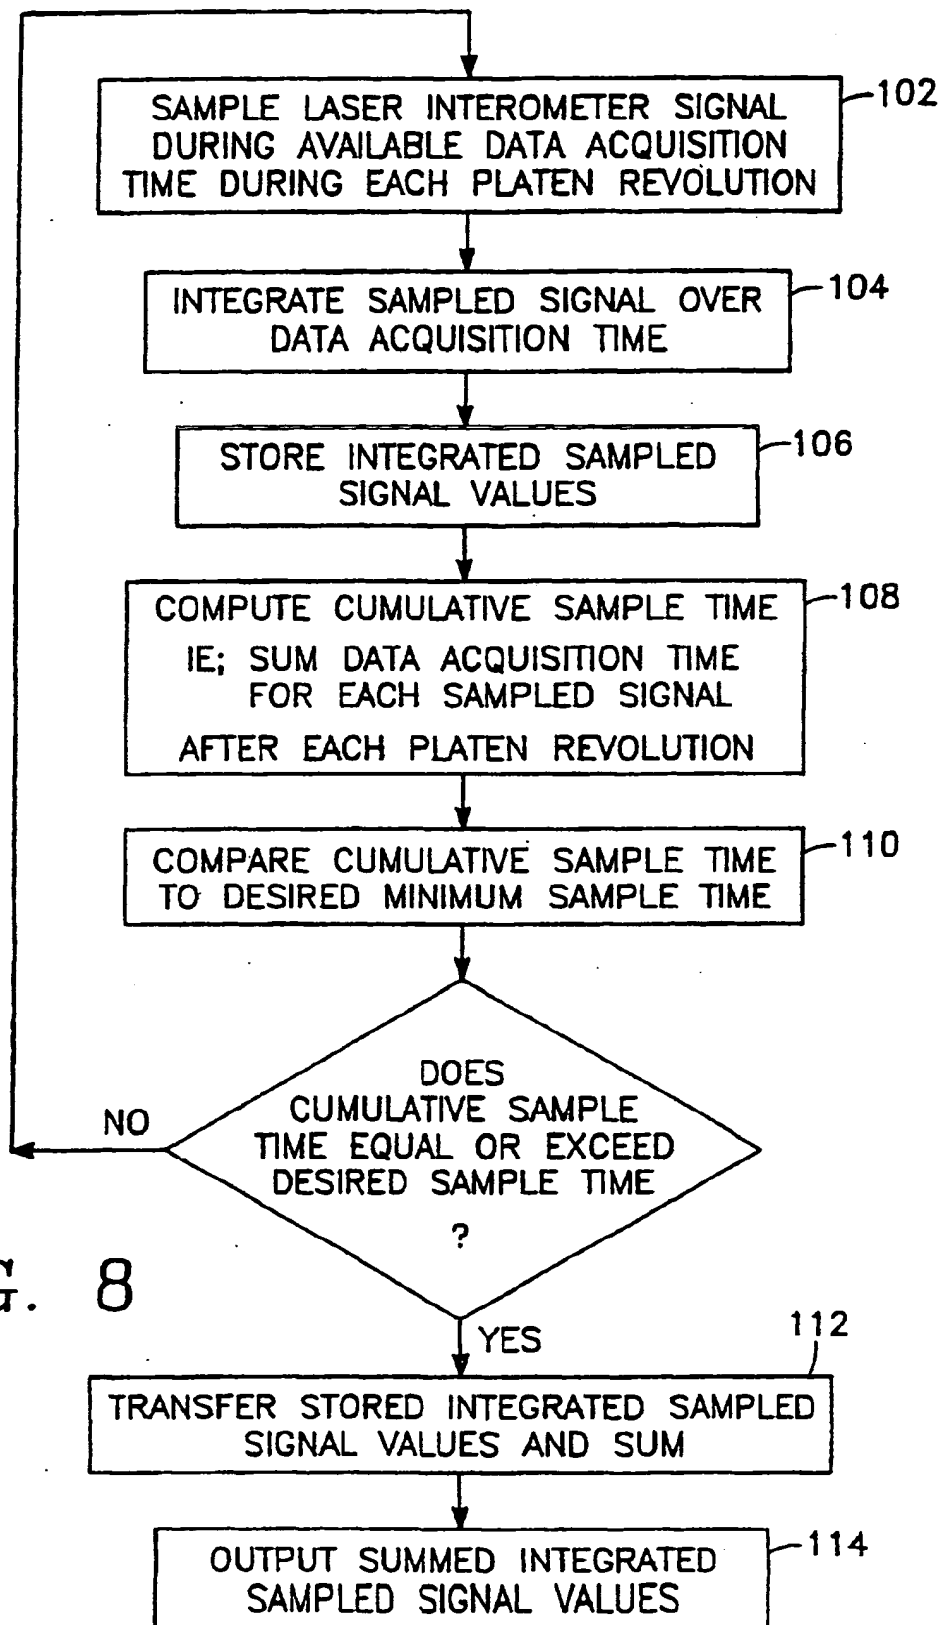 SAMPLE LASER INTEROMETER SIGNAL
DURING AVAILABLE DATA ACQUISITION
TIME DURING EACH PLATEN REVOLUTION
102
INTEGRATE SAMPLED SIGNAL OVER
DATA ACQUISITION TIME
104
STORE INTEGRATED SAMPLED
SIGNAL VALUES
106
COMPUTE CUMULATIVE SAMPLE TIME
IE; SUM DATA ACQUISITION TIME
FOR EACH SAMPLED SIGNAL
AFTER EACH PLATEN REVOLUTION
108
COMPARE CUMULATIVE SAMPLE TIME
TO DESIRED MINIMUM SAMPLE TIME
110
DOES
CUMULATIVE SAMPLE
TIME EQUAL OR EXCEED
DESIRED SAMPLE TIME
?
NO
G. 8
YES
112
TRANSFER STORED INTEGRATED SAMPLED
SIGNAL VALUES AND SUM
OUTPUT SUMMED INTEGRATED
SAMPLED SIGNAL VALUES
114